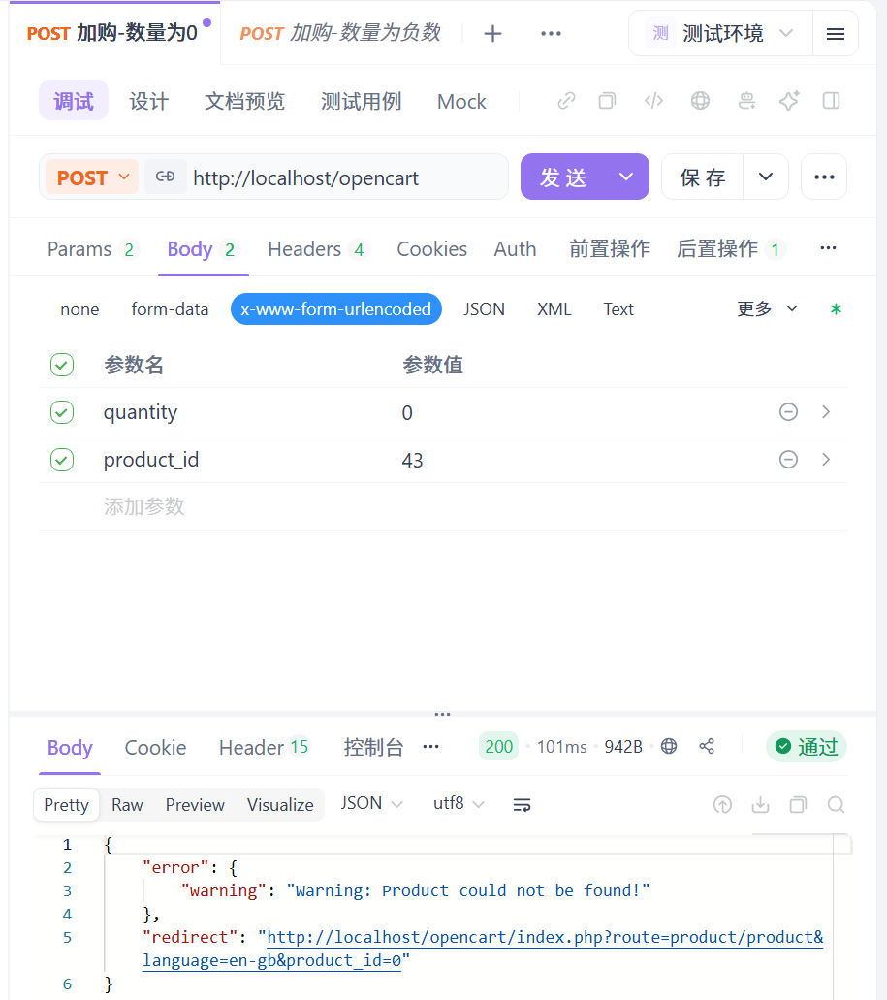 POST 加购-数量为0 POST 加购-数量为负数 测 测试环境
调试 设计 文档预览 测试用例 Mock
POST http://localhost/opencart 发送 保存
Params 2 Body 2 Headers 4 Cookies Auth 前置操作 后置操作 1
none form-data x-www-form-urlencoded JSON XML Text 更多
参数名 参数值
quantity 0
product_id 43
添加参数
Body Cookie Header 15 控制台 200 101ms 942B 通过
Pretty Raw Preview Visualize JSON utf8
1 {
2 "error": {
3 "warning": "Warning: Product could not be found!"
4 },
5 "redirect": "http://localhost/opencart/index.php?route=product/product&
language=en-gb&product_id=0"
6 }